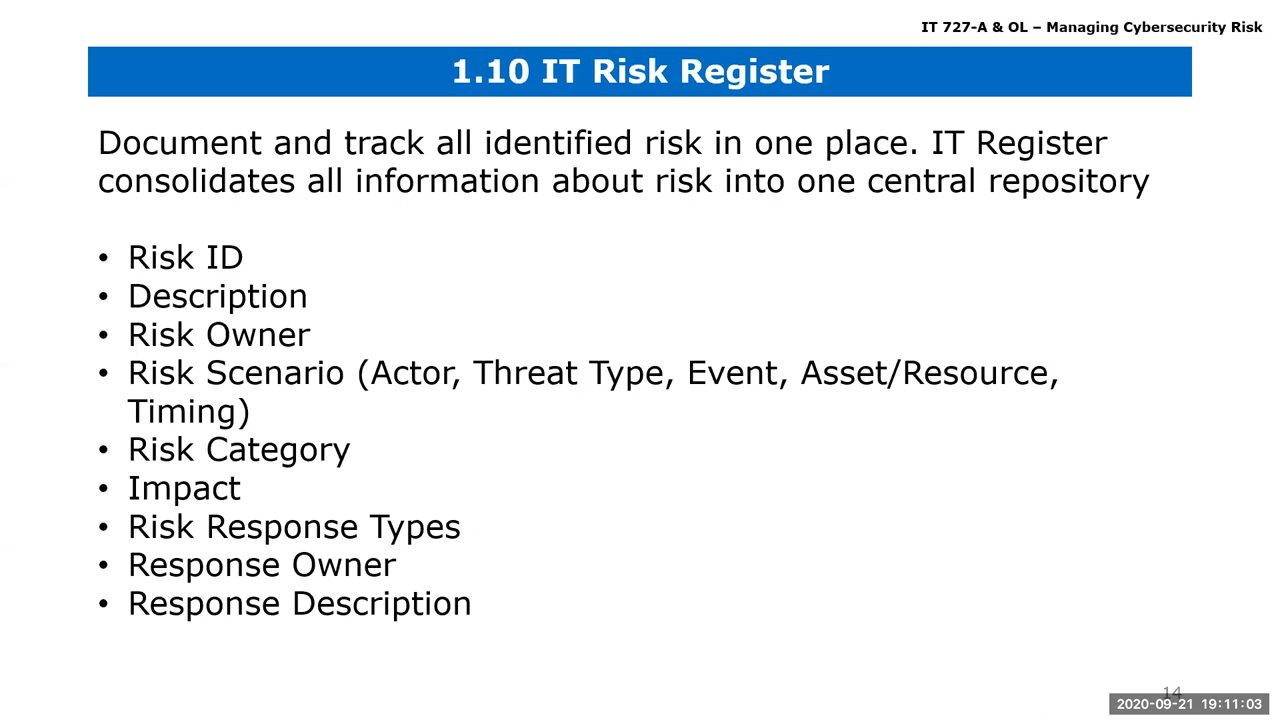 IT 727-A & OL – Managing Cybersecurity Risk
1.10 IT Risk Register
Document and track all identified risk in one place. IT Register
consolidates all information about risk into one central repository
• Risk ID
• Description
• Risk Owner
• Risk Scenario (Actor, Threat Type, Event, Asset/Resource,
Timing)
• Risk Category
• Impact
• Risk Response Types
• Response Owner
• Response Description
14
2020-09-21 19:11:03